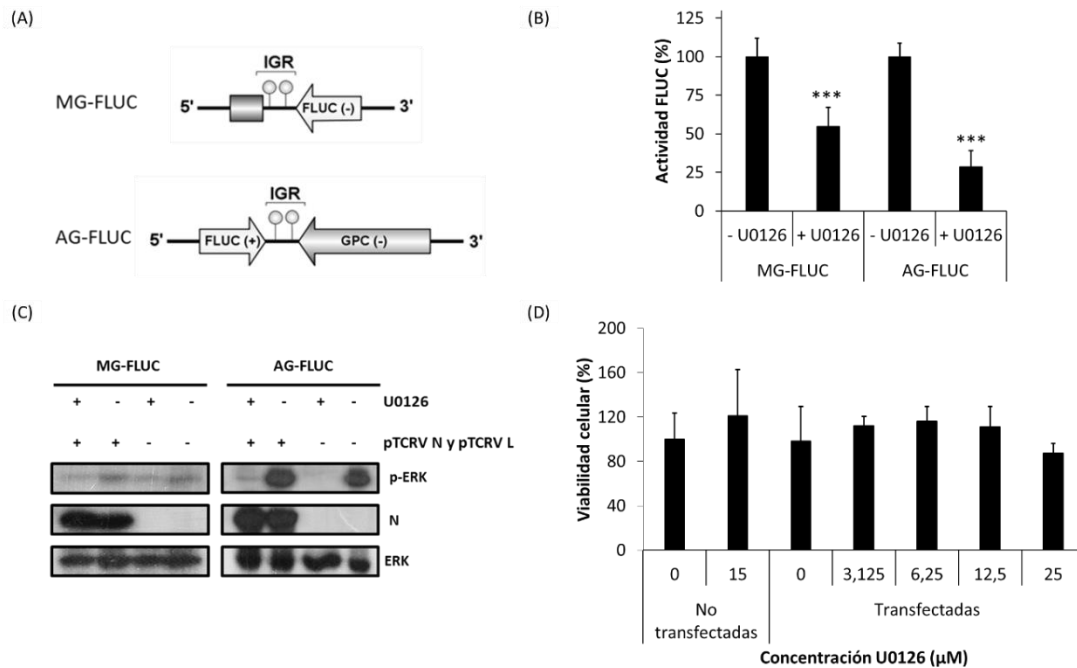 (A)
IGR
MG-FLUC
5' FLUC (-) 3'
IGR
AG-FLUC
5' FLUC (+) GPC (-) 3'
(B)
Actividad FLUC (%)
125
100
75
50
25
0
*** ***
- U0126 + U0126 - U0126 + U0126
MG-FLUC AG-FLUC
(C)
MG-FLUC AG-FLUC
+ - + - + - + - U0126
+ + - - + + - - pTCRV N y pTCRV L
p-ERK
N
ERK
(D)
Viabilidad celular (%)
200
160
120
80
40
0
0 15 0 3,125 6,25 12,5 25
No
transfectadas
Transfectadas
Concentración U0126 (µM)